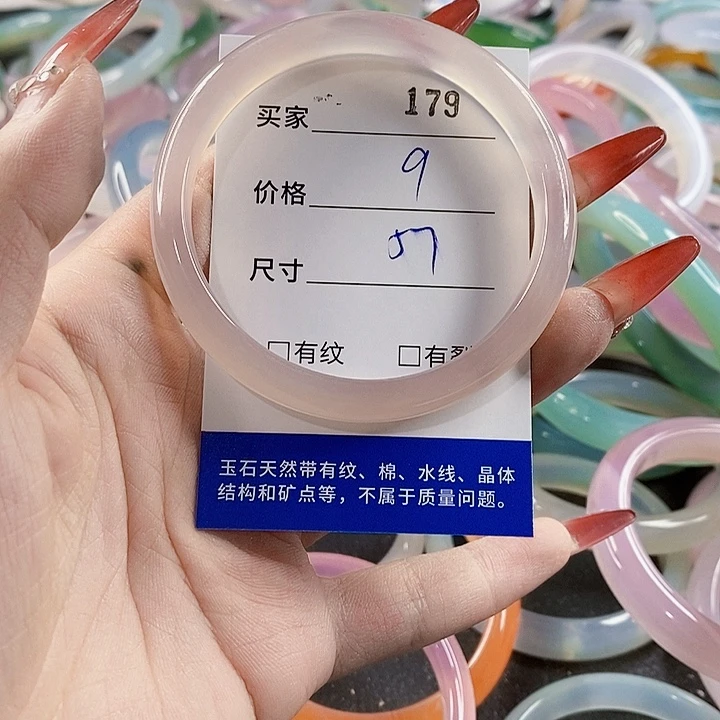 买家 179
价格 9
尺寸 57
□有纹 □有裂
玉石天然带有纹、棉、水线、晶体
结构和矿点等，不属于质量问题。